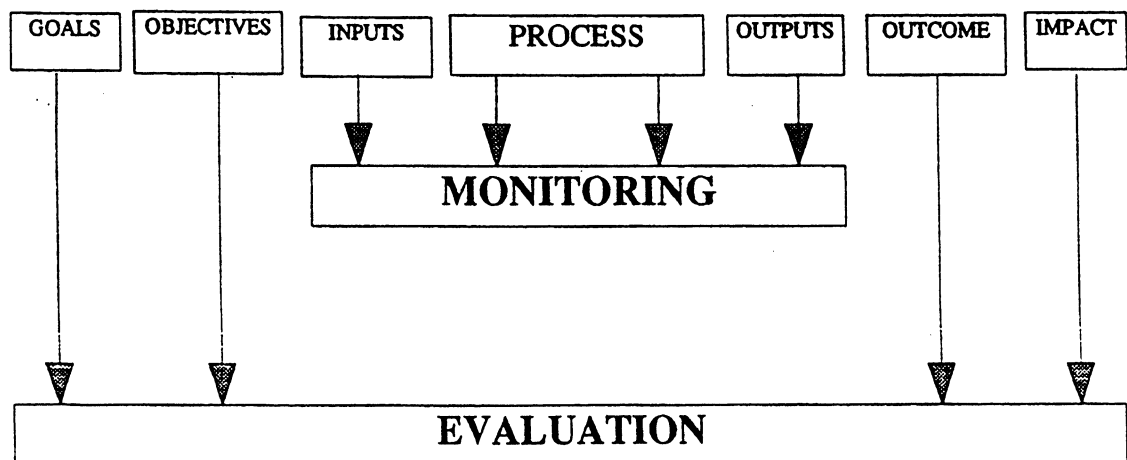 GOALS
OBJECTIVES
INPUTS
PROCESS
OUTPUTS
OUTCOME
IMPACT
MONITORING
EVALUATION